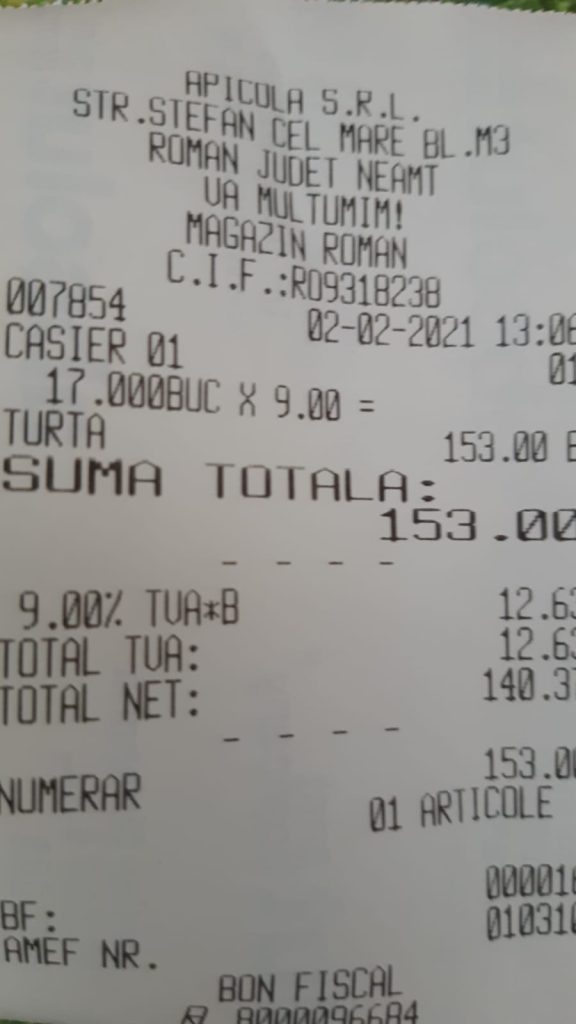 APICOLA S.R.L.
STR.STEFAN CEL MARE BL.M3
ROMAN JUDET NEAMT
VA MULTUMIM!
MAGAZIN ROMAN
C.I.F.:RO9318238
007854 02-02-2021 13:06
CASIER 01 01
17.000BUC X 9.00 =
TURTA 153.00 B
SUMA TOTALA:
153.00
- - - -
9.00% TVA*B 12.63
TOTAL TVA: 12.63
TOTAL NET: 140.37
- - - -
NUMERAR 153.00
01 ARTICOLE
BF:
AMEF NR.
BON FISCAL
8000096684